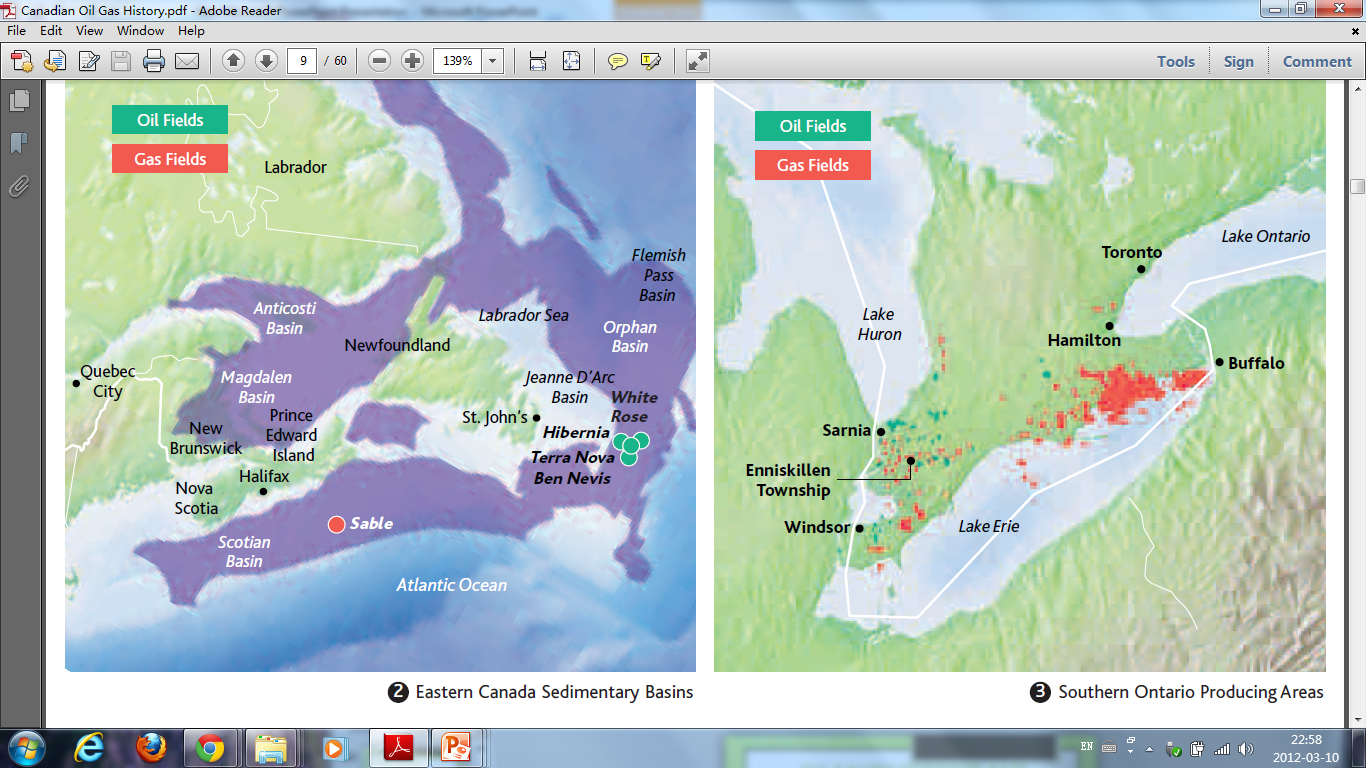 Canadian Oil Gas History.pdf - Adobe Reader
File Edit View Window Help
9 / 60
139%
Tools Sign Comment
Oil Fields
Gas Fields
Labrador
Flemish
Pass
Basin
Anticosti
Basin
Labrador Sea
Orphan
Basin
Newfoundland
Quebec
City
Magdalen
Basin
Jeanne D'Arc
Basin
White
Rose
Prince
Edward
Island
New
Brunswick
St. John's
Hibernia
Terra Nova
Ben Nevis
Halifax
Nova
Scotia
Sable
Scotian
Basin
Atlantic Ocean
2 Eastern Canada Sedimentary Basins
Oil Fields
Gas Fields
Lake Ontario
Toronto
Lake
Huron
Hamilton
Buffalo
Sarnia
Enniskillen
Township
Windsor
Lake Erie
3 Southern Ontario Producing Areas
EN
22:58
2012-03-10